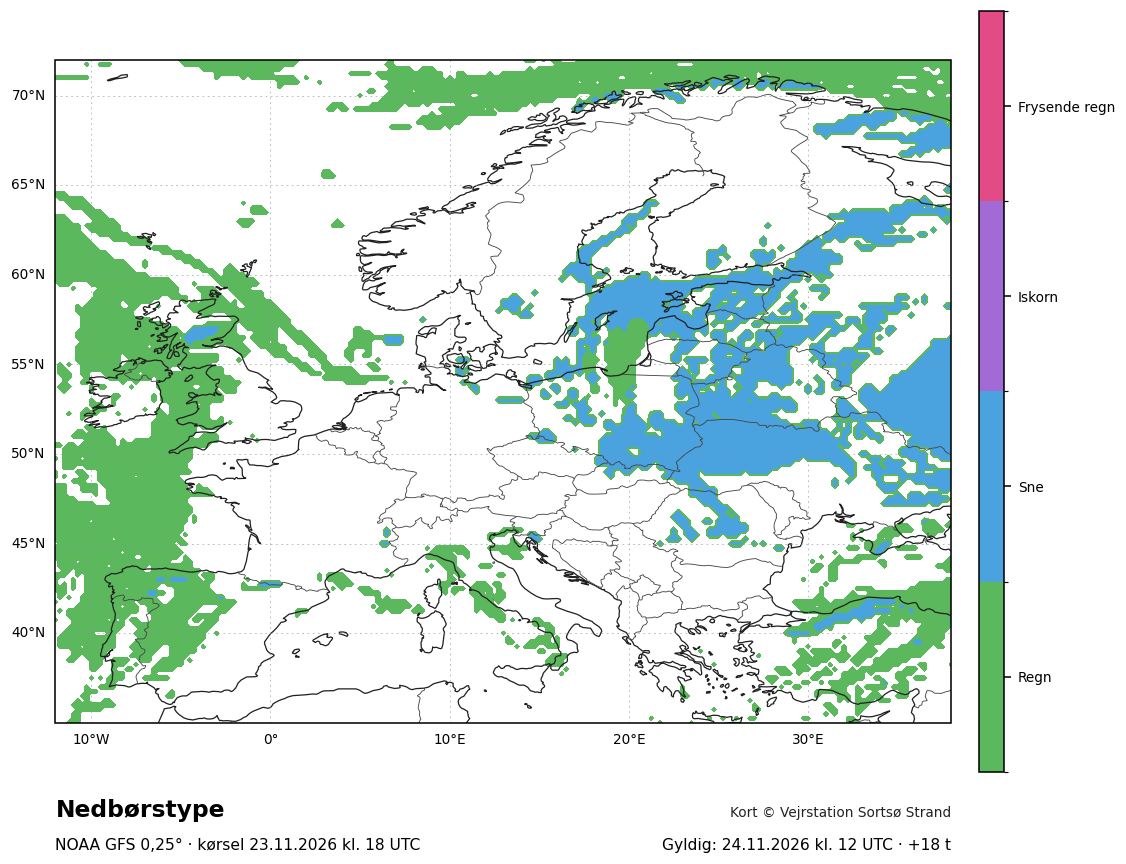 70°N
65°N
60°N
55°N
50°N
45°N
40°N
10°W
0°
10°E
20°E
30°E
Frysende regn
Iskorn
Sne
Regn
Nedbørstype
Kort © Vejrstation Sortsø Strand
NOAA GFS 0,25° · kørsel 23.11.2026 kl. 18 UTC
Gyldig: 24.11.2026 kl. 12 UTC · +18 t